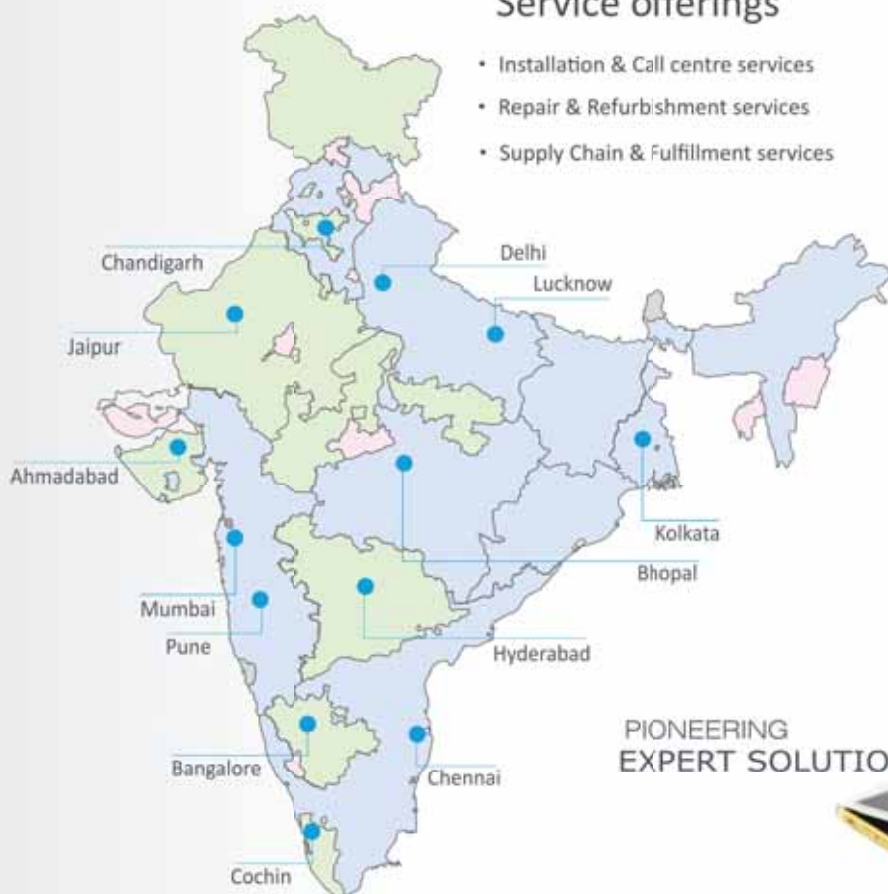 Service offerings
• Installation & Call centre services
• Repair & Refurbishment services
• Supply Chain & Fulfillment services
Chandigarh
Delhi
Lucknow
Jaipur
Ahmadabad
Kolkata
Bhopal
Mumbai
Pune
Hyderabad
Bangalore
Chennai
Cochin
PIONEERING
EXPERT SOLUTIO